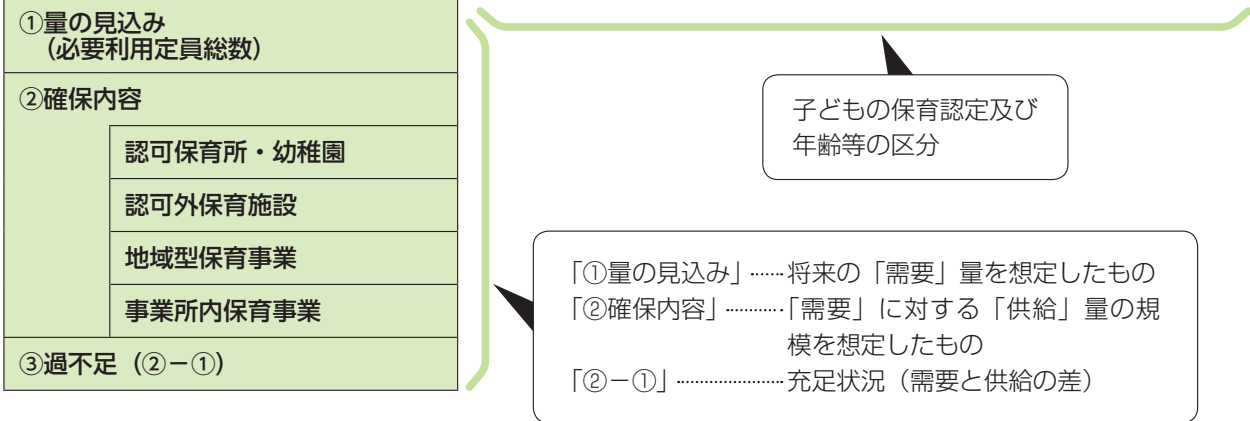 ①量の見込み
（必要利用定員総数）
②確保内容
認可保育所・幼稚園
認可外保育施設
地域型保育事業
事業所内保育事業
③過不足（②－①）
子どもの保育認定及び
年齢等の区分
「①量の見込み」……将来の「需要」量を想定したもの
「②確保内容」…………「需要」に対する「供給」量の規
模を想定したもの
「②－①」…………………充足状況（需要と供給の差）